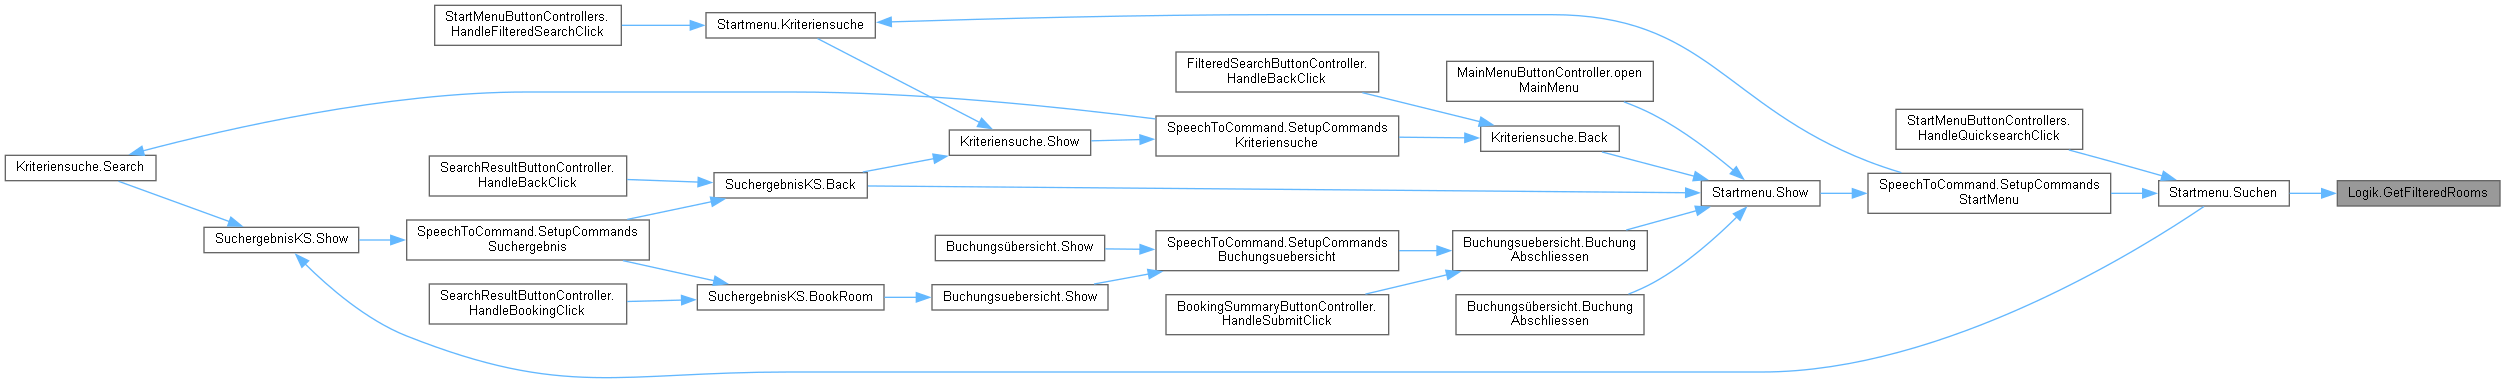 StartMenuButtonControllers.
HandleFilteredSearchClick
Startmenu.Kriteriensuche
FilteredSearchButtonController.
HandleBackClick
MainMenuButtonController.open
MainMenu
StartMenuButtonControllers.
HandleQuicksearchClick
SpeechToCommand.SetupCommands
Kriteriensuche
Kriteriensuche.Back
Kriteriensuche.Show
Kriteriensuche.Search
SearchResultButtonController.
HandleBackClick
SuchergebnisKS.Back
Startmenu.Show
SpeechToCommand.SetupCommands
StartMenu
Startmenu.Suchen
Logik.GetFilteredRooms
SuchergebnisKS.Show
SpeechToCommand.SetupCommands
Suchergebnis
Buchungsübersicht.Show
SpeechToCommand.SetupCommands
Buchungsuebersicht
Buchungsuebersicht.Buchung
Abschliessen
SearchResultButtonController.
HandleBookingClick
SuchergebnisKS.BookRoom
Buchungsuebersicht.Show
BookingSummaryButtonController.
HandleSubmitClick
Buchungsübersicht.Buchung
Abschliessen